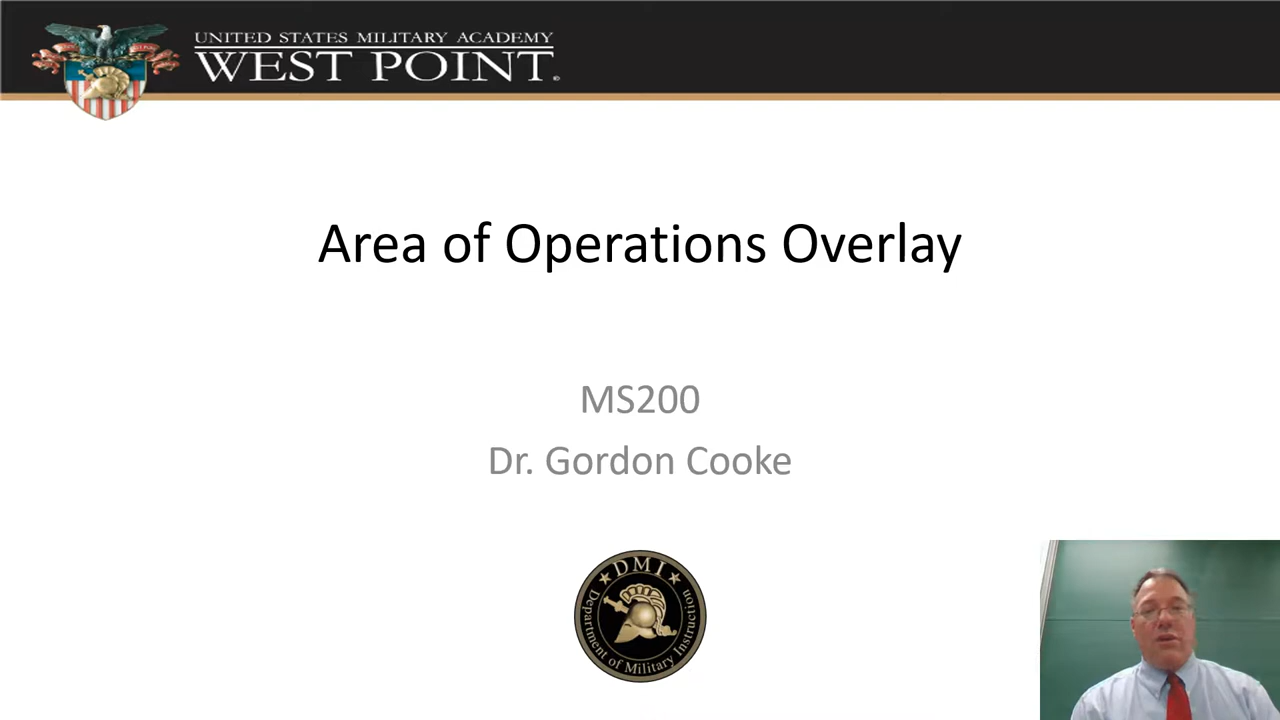 UNITED STATES MILITARY ACADEMY
WEST POINT.
Area of Operations Overlay
MS200
Dr. Gordon Cooke
DMI
Department of Military Instruction